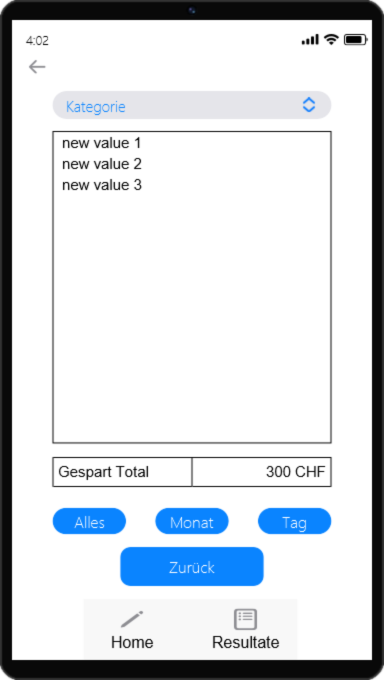 4:02
Kategorie
new value 1
new value 2
new value 3
Gespart Total 300 CHF
Alles Monat Tag
Zurück
Home Resultate